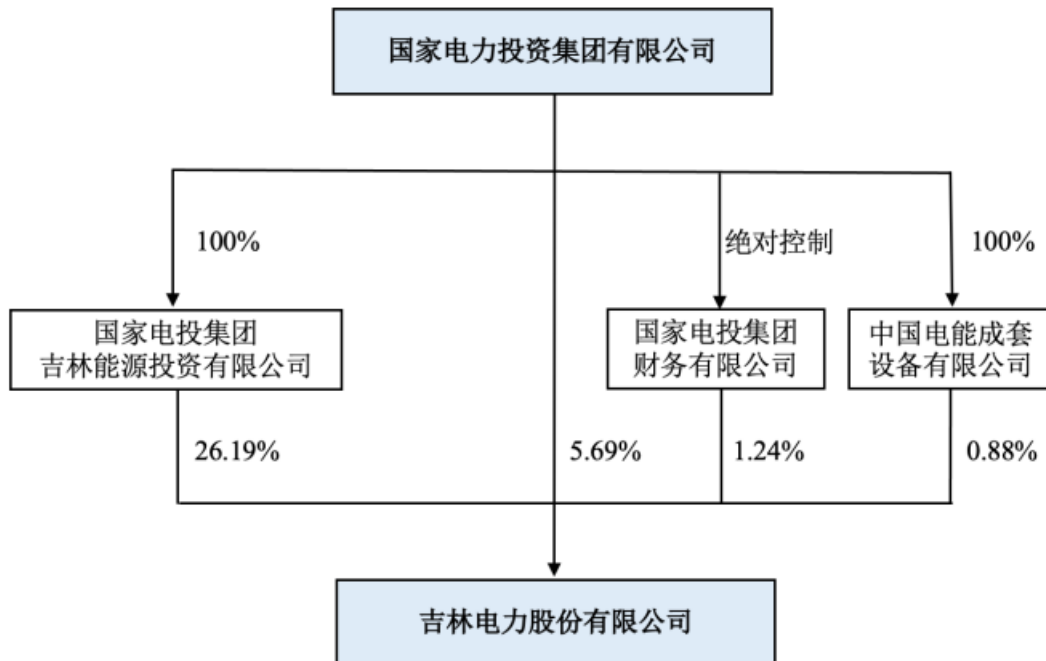 国家电力投资集团有限公司
100%
绝对控制
100%
国家电投集团
吉林能源投资有限公司
国家电投集团
财务有限公司
中国电能成套
设备有限公司
26.19%
5.69%
1.24%
0.88%
吉林电力股份有限公司